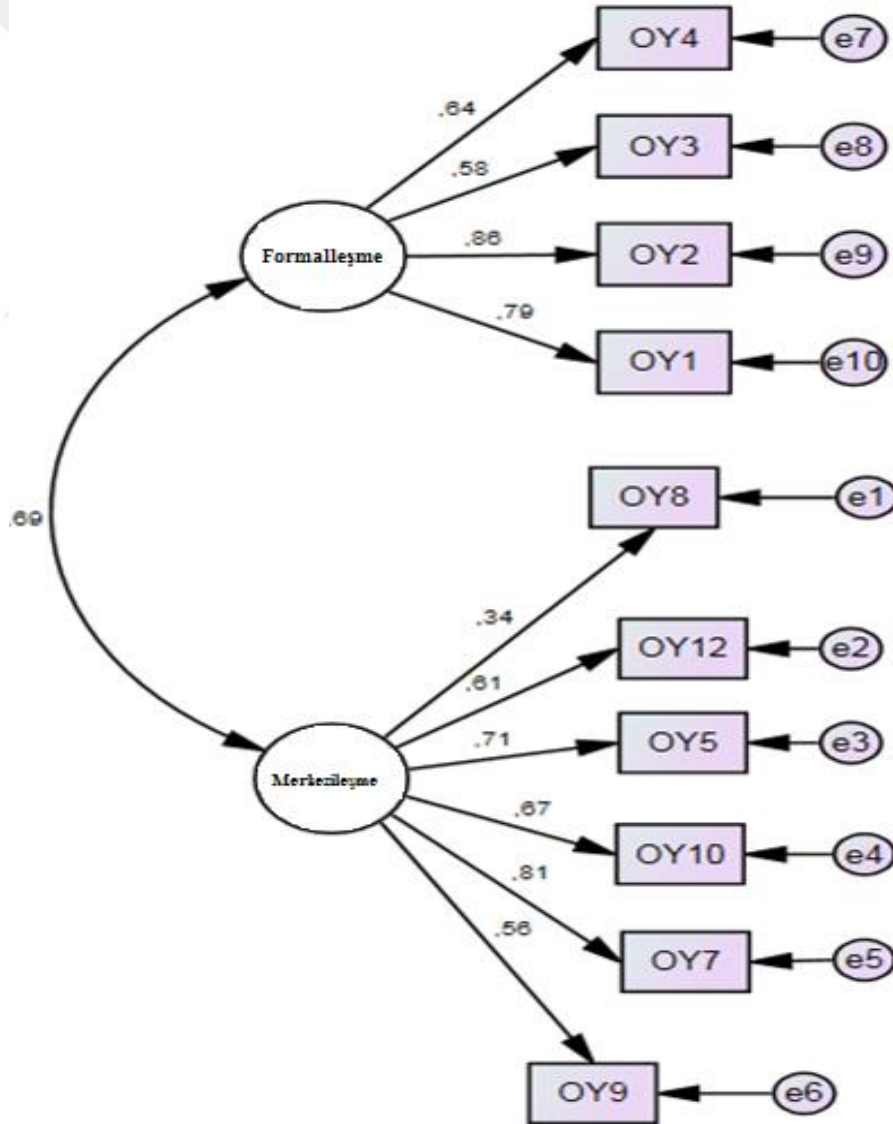 OY4 e7
.64
OY3 e8
.58
Formalleşme .86 OY2 e9
.79
OY1 e10
OY8 e1
.69
.34
OY12 e2
.61
.71 OY5 e3
Merkezileşme
.67
OY10 e4
.81
.56
OY7 e5
OY9 e6